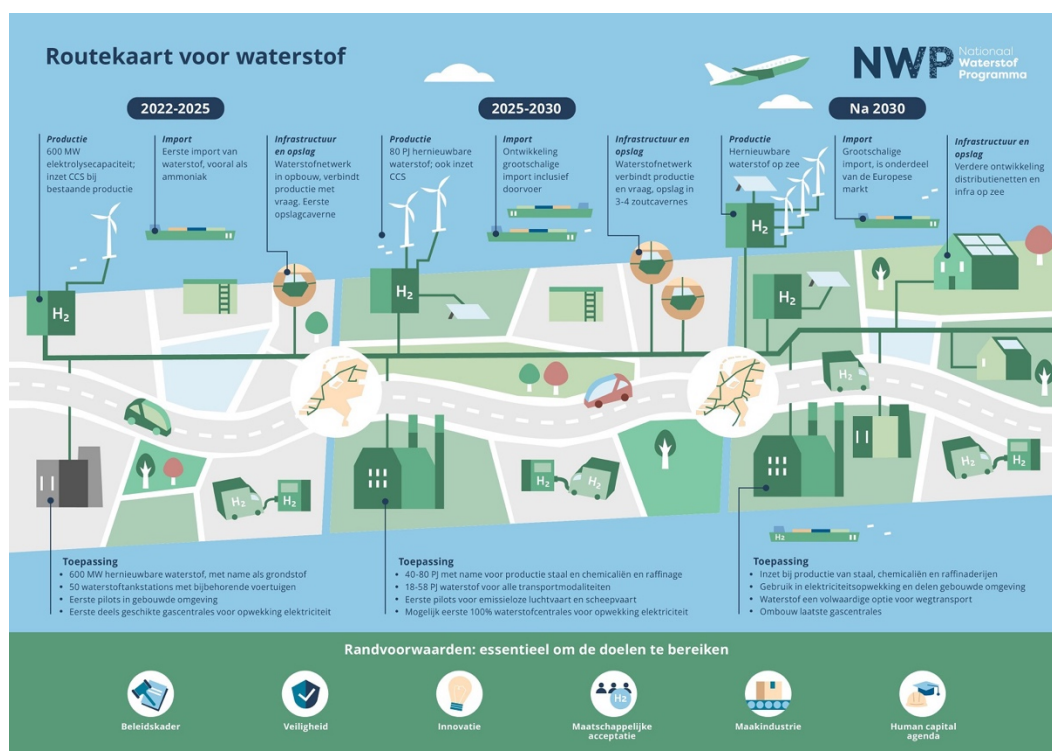 Routekaart voor waterstof
NWP Nationaal
Waterstof
Programma
2022-2025
Productie
600 MW
elektrolysecapaciteit;
inzet CCS bij
bestaande productie
Import
Eerste import van
waterstof, vooral als
ammoniak
Infrastructuur
en opslag
Waterstofnetwerk
in opbouw, verbindt
productie met
vraag. Eerste
opslagcaverne
2025-2030
Productie
80 PJ hernieuwbare
waterstof; ook inzet
CCS
Import
Ontwikkeling
grootschalige
import inclusief
doorvoer
Infrastructuur en
opslag
Waterstofnetwerk
verbindt productie
en vraag, opslag in
3-4 zoutcavernes
Na 2030
Productie
Hernieuwbare
waterstof op zee
Import
Grootschalige
import, is onderdeel
van de Europese
markt
Infrastructuur en
opslag
Verdere ontwikkeling
distributienetten en
infra op zee
H2
H2
H2
H2
H2
H2
H2
H2
H2
H2
H2
H2
H2
Toepassing
• 600 MW hernieuwbare waterstof, met name als grondstof
• 50 waterstoftankstations met bijbehorende voertuigen
• Eerste pilots in gebouwde omgeving
• Eerste deels geschikte gascentrales voor opwekking elektriciteit
Toepassing
• 40-80 PJ met name voor productie staal en chemicaliën en raffinage
• 18-58 PJ waterstof voor alle transportmodaliteiten
• Eerste pilots voor emissieloze luchtvaart en scheepvaart
• Mogelijk eerste 100% waterstofcentrales voor opwekking elektriciteit
Toepassing
• Inzet bij productie van staal, chemicaliën en raffinaderijen
• Gebruik in elektriciteitsopwekking en delen gebouwde omgeving
• Waterstof een volwaardige optie voor wegtransport
• Ombouw laatste gascentrales
Randvoorwaarden: essentieel om de doelen te bereiken
Beleidskader
Veiligheid
Innovatie
H2
Maatschappelijke
acceptatie
Maakindustrie
Human capital
agenda